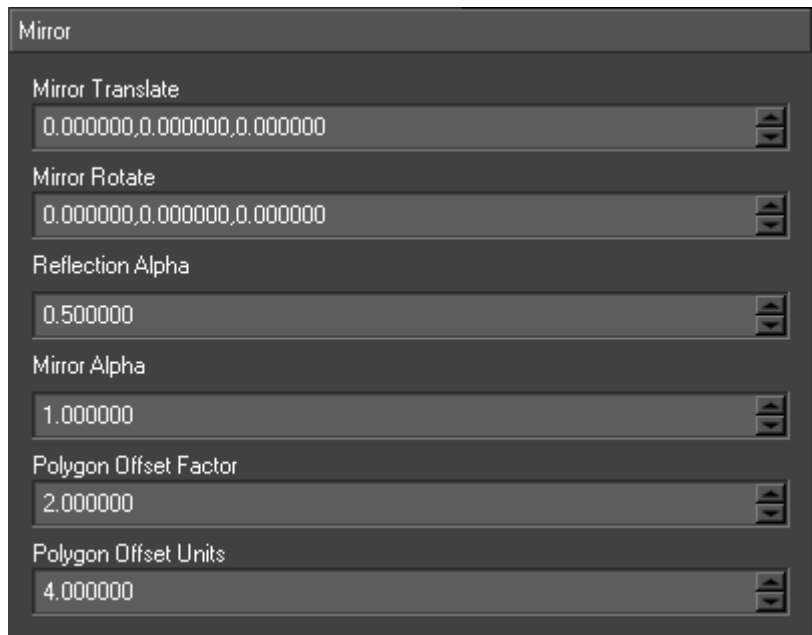 Mirror
Mirror Translate
0.000000,0.000000,0.000000
Mirror Rotate
0.000000,0.000000,0.000000
Reflection Alpha
0.500000
Mirror Alpha
1.000000
Polygon Offset Factor
2.000000
Polygon Offset Units
4.000000